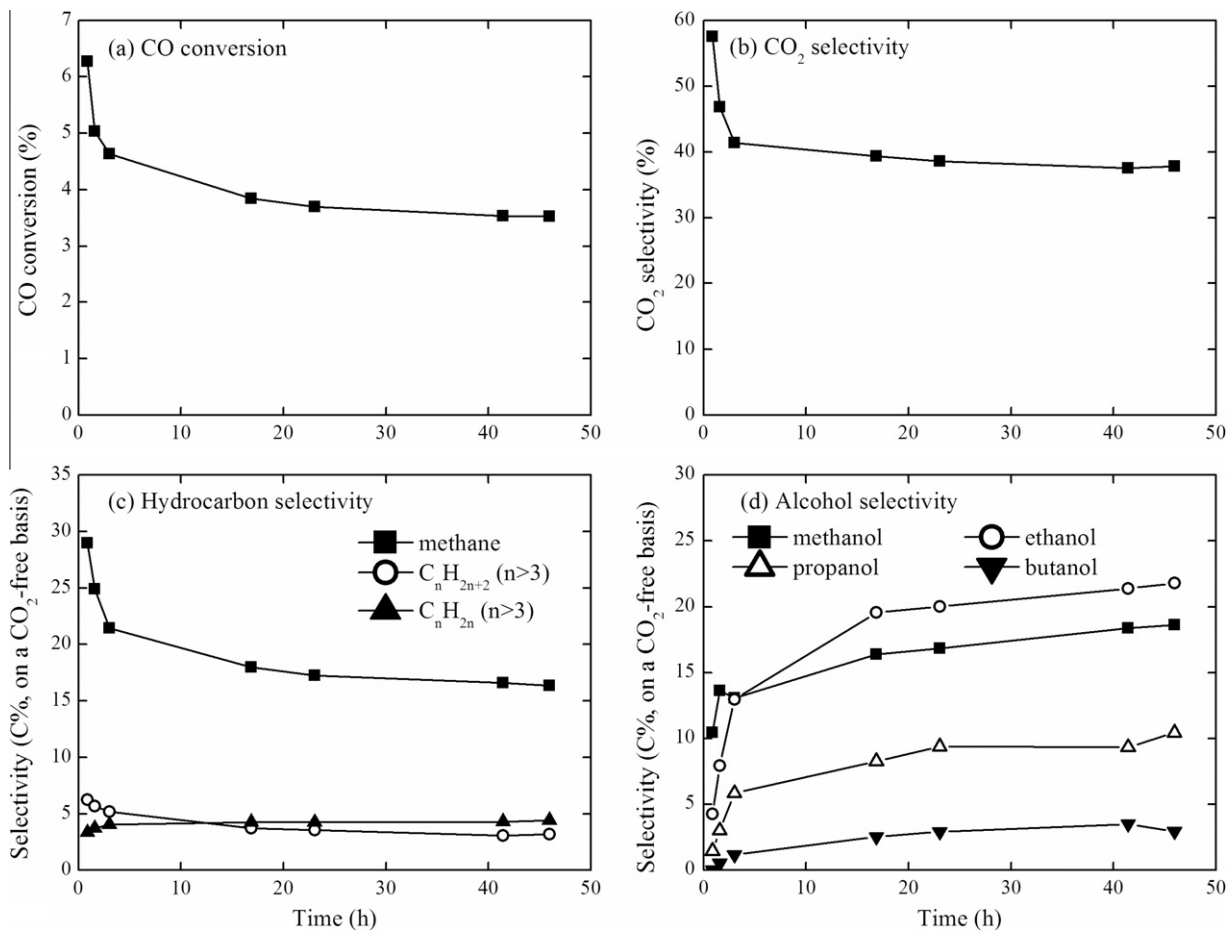 (a) CO conversion
CO conversion (%)
7
6
5
4
3
2
1
0
0 10 20 30 40 50
(b) CO₂ selectivity
CO₂ selectivity (%)
60
50
40
30
20
10
0
0 10 20 30 40 50
(c) Hydrocarbon selectivity
methane
CₙH₂ₙ₊₂ (n>3)
CₙH₂ₙ (n>3)
Selectivity (C%, on a CO₂-free basis)
35
30
25
20
15
10
5
0
0 10 20 30 40 50
Time (h)
(d) Alcohol selectivity
methanol ethanol
propanol butanol
Selectivity (C%, on a CO₂-free basis)
30
25
20
15
10
5
0
0 10 20 30 40 50
Time (h)